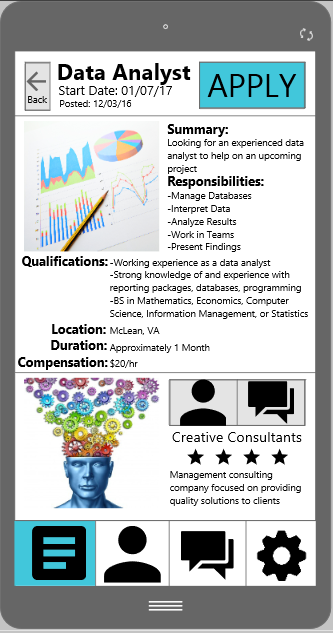 Back
Data Analyst
Start Date: 01/07/17
Posted: 12/03/16
APPLY
Summary:
Looking for an experienced data
analyst to help on an upcoming
project
Responsibilities:
-Manage Databases
-Interpret Data
-Analyze Results
-Work in Teams
-Present Findings
Qualifications: -Working experience as a data analyst
-Strong knowledge of and experience with
reporting packages, databases, programming
-BS in Mathematics, Economics, Computer
Science, Information Management, or Statistics
Location: McLean, VA
Duration: Approximately 1 Month
Compensation: $20/hr
Creative Consultants
Management consulting
company focused on providing
quality solutions to clients